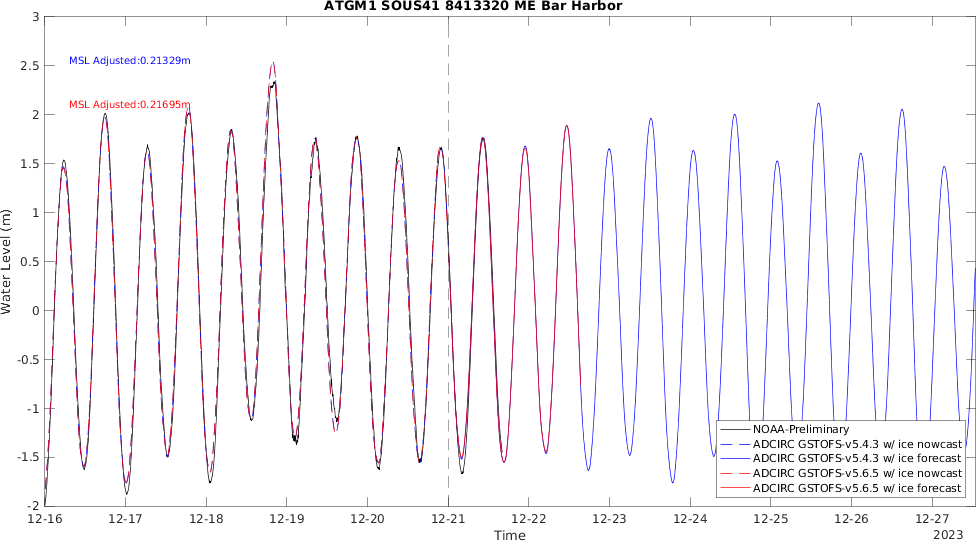 ATGM1 SOUS41 8413320 ME Bar Harbor
3
2.5
2
1.5
1
0.5
0
-0.5
-1
-1.5
-2
Water Level (m)
MSL Adjusted:0.21329m
MSL Adjusted:0.21695m
NOAA-Preliminary
ADCIRC GSTOFS-v5.4.3 w/ ice nowcast
ADCIRC GSTOFS-v5.4.3 w/ ice forecast
ADCIRC GSTOFS-v5.6.5 w/ ice nowcast
ADCIRC GSTOFS-v5.6.5 w/ ice forecast
12-16 12-17 12-18 12-19 12-20 12-21 12-22 12-23 12-24 12-25 12-26 12-27
Time
2023